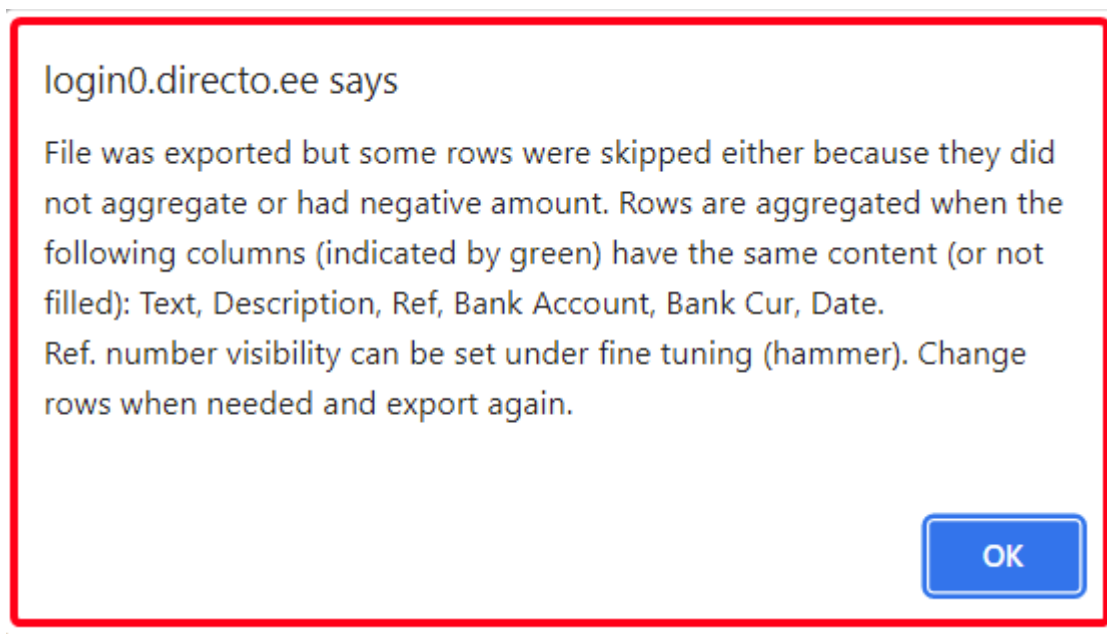 login0.directo.ee says
File was exported but some rows were skipped either because they did
not aggregate or had negative amount. Rows are aggregated when the
following columns (indicated by green) have the same content (or not
filled): Text, Description, Ref, Bank Account, Bank Cur, Date.
Ref. number visibility can be set under fine tuning (hammer). Change
rows when needed and export again.
OK